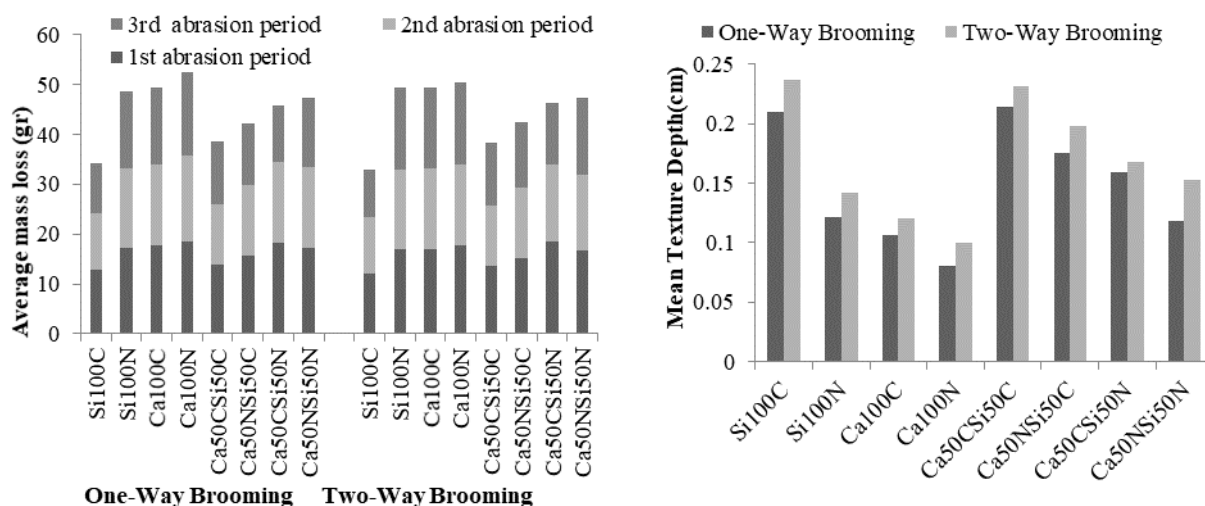 3rd abrasion period
2nd abrasion period
1st abrasion period
Average mass loss (gr)
60
50
40
30
20
10
0
Si100C
Si100N
Ca100C
Ca100N
Ca50CSi50C
Ca50NSi50C
Ca50CSi50N
Ca50NSi50N
Si100C
Si100N
Ca100C
Ca100N
Ca50CSi50C
Ca50NSi50C
Ca50CSi50N
Ca50NSi50N
One-Way Brooming
Two-Way Brooming
One-Way Brooming
Two-Way Brooming
Mean Texture Depth(cm)
0.25
0.2
0.15
0.1
0.05
0
Si100C
Si100N
Ca100C
Ca100N
Ca50CSi50C
Ca50NSi50C
Ca50CSi50N
Ca50NSi50N